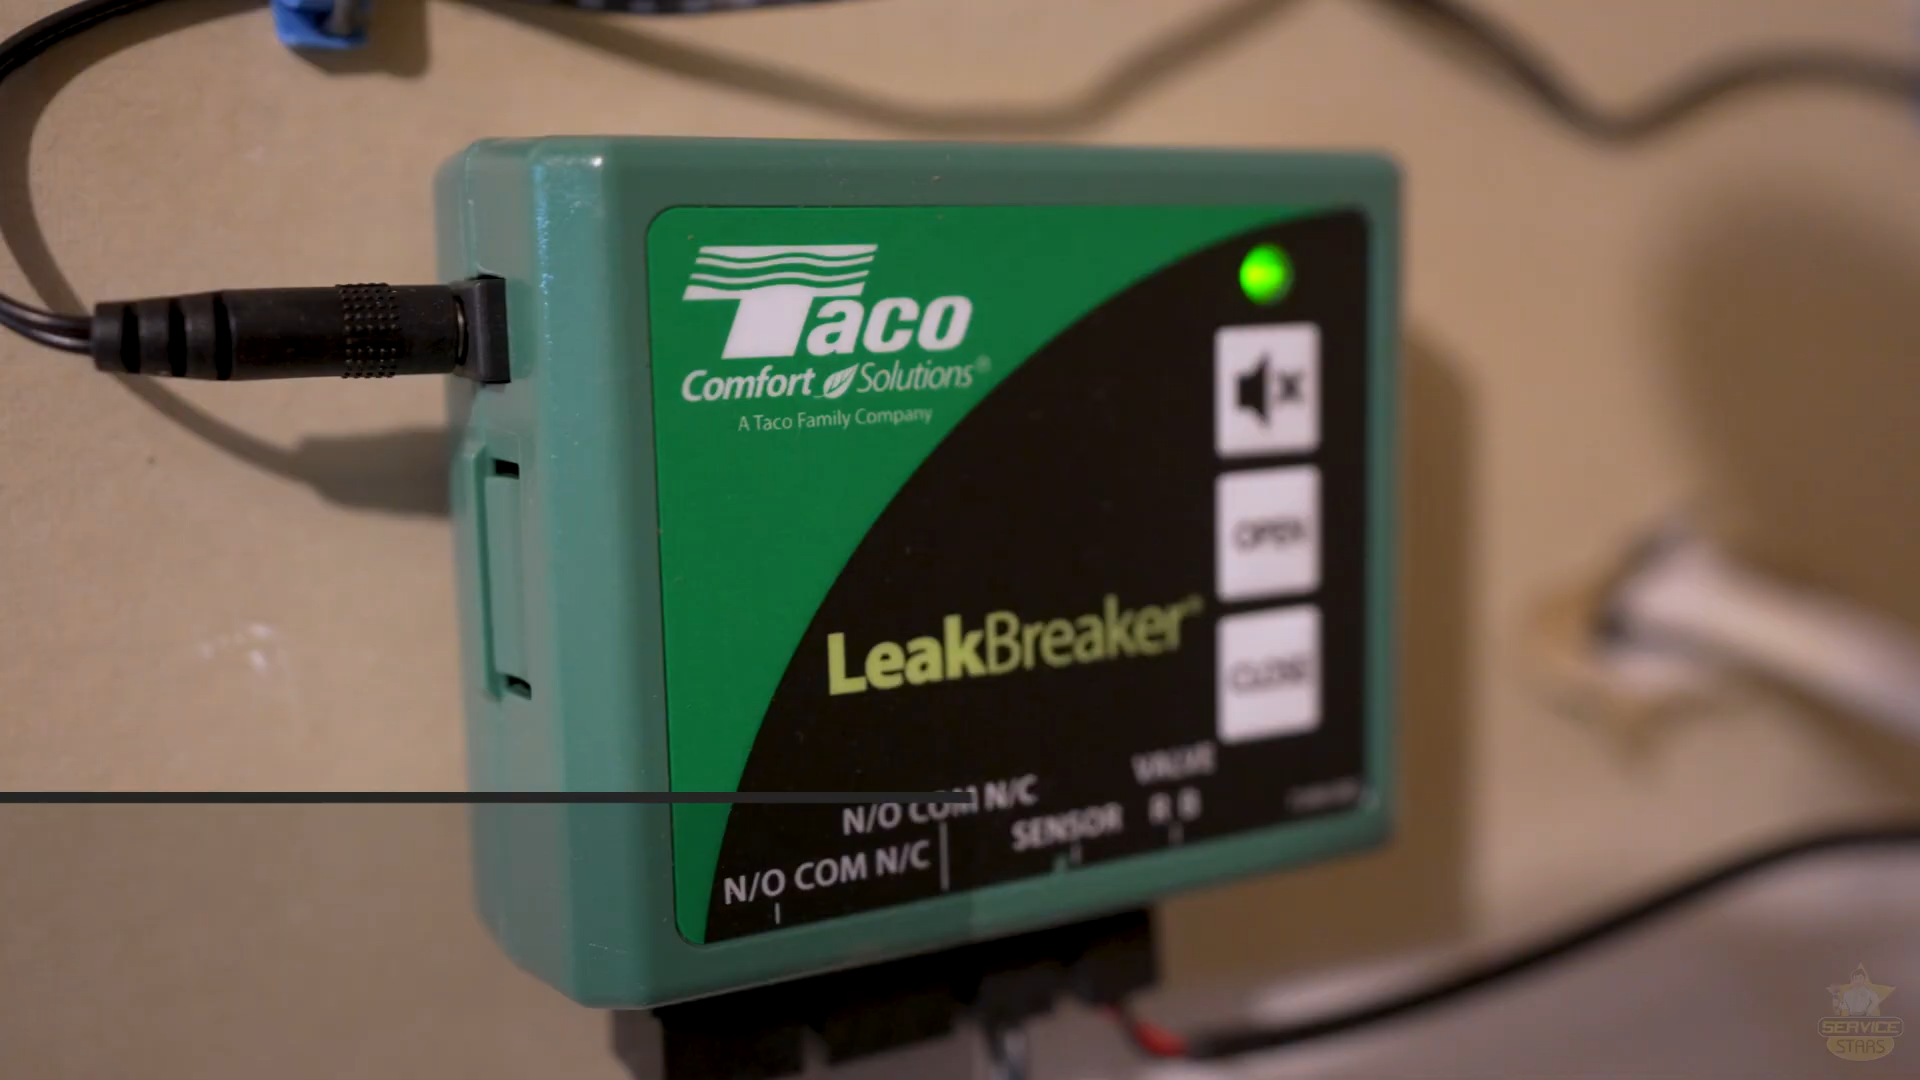 Taco
Comfort Solutions®
A Taco Family Company
OPEN
CLOSE
LeakBreaker
VALVE
N/O COM N/C
SENSOR
R B
N/O COM N/C
SERVICE
STARS